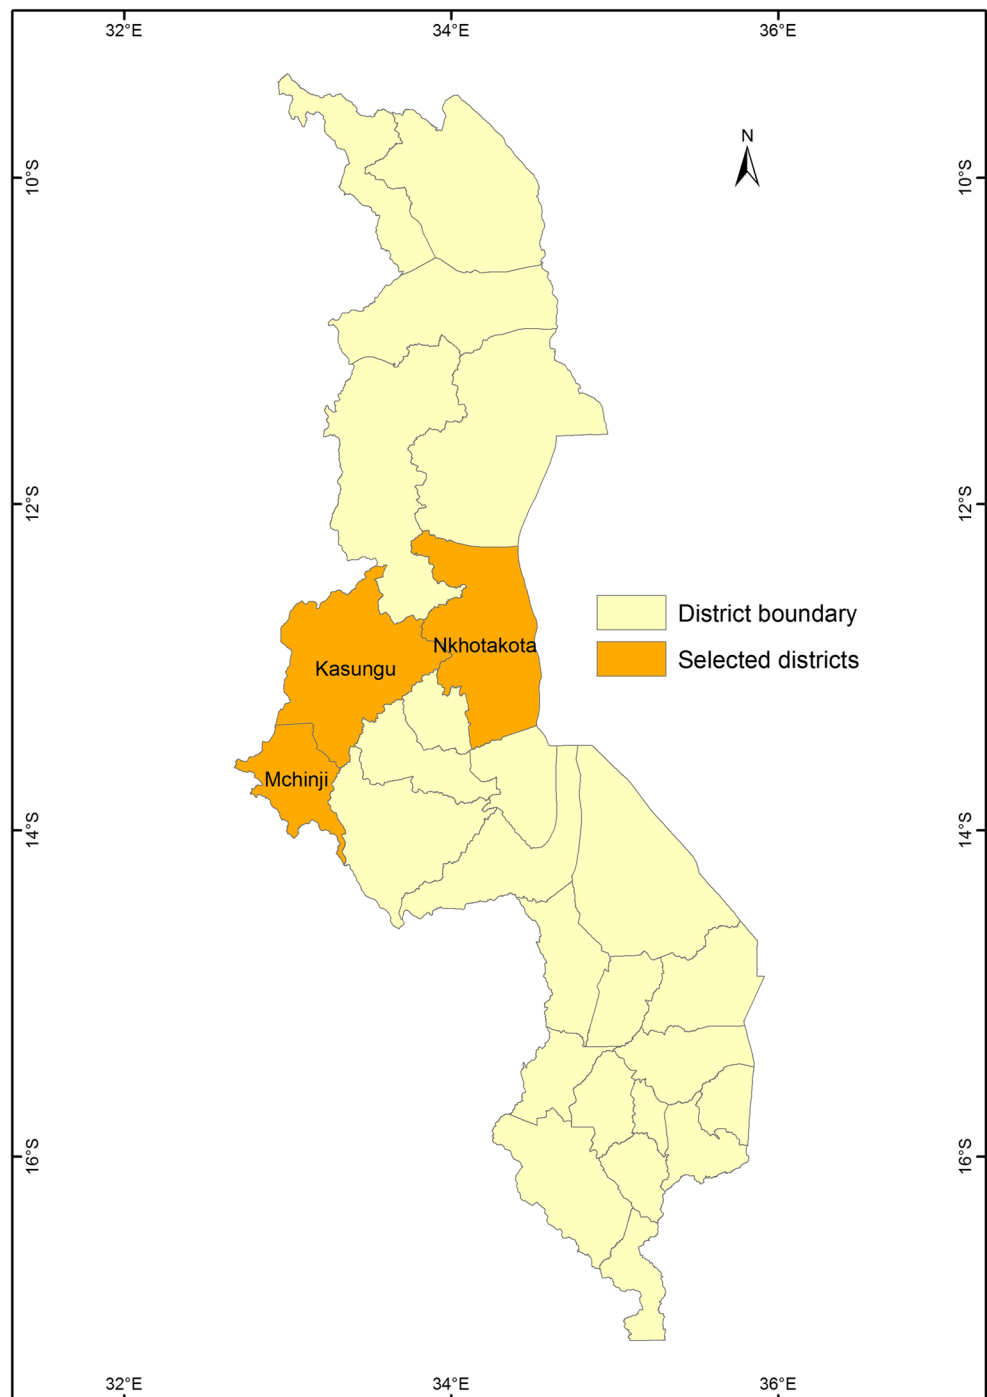 32°E 34°E 36°E
N
10°S 10°S
12°S 12°S
District boundary
Nkhotakota
Selected districts
Kasungu
Mchinji
14°S 14°S
16°S 16°S
32°E 34°E 36°E